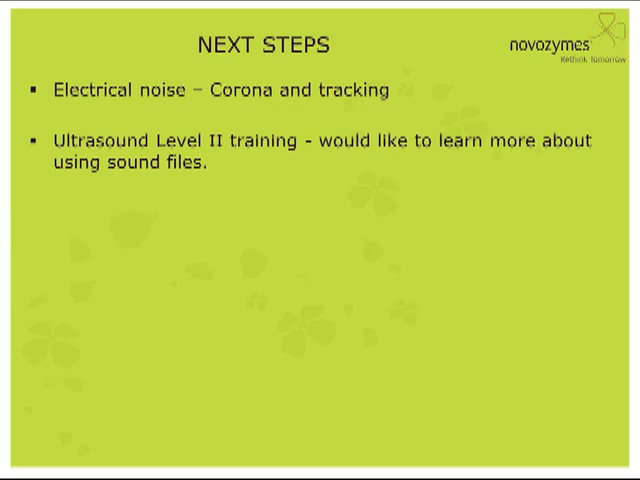 NEXT STEPS
novozymes
Rethink Tomorrow
▪ Electrical noise – Corona and tracking
▪ Ultrasound Level II training - would like to learn more about
using sound files.